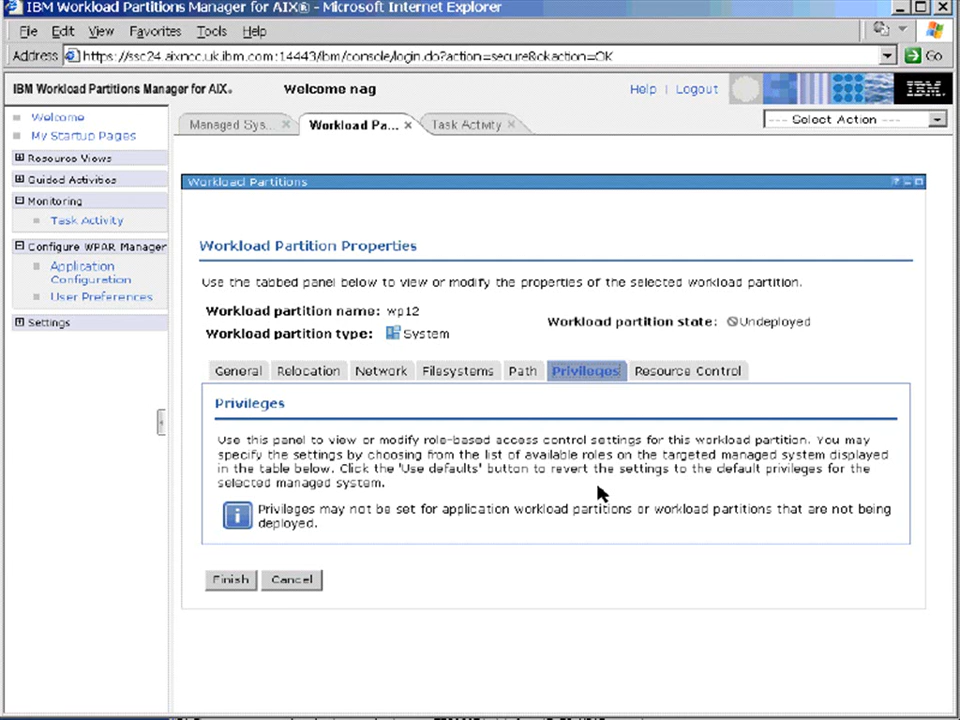 IBM Workload Partitions Manager for AIX® - Microsoft Internet Explorer
File Edit View Favorites Tools Help
Address https://ssc24.aixncc.uk.ibm.com:14443/ibm/console/login.do?action=secure&okaction=OK Go
IBM Workload Partitions Manager for AIX® Welcome nag Help Logout IBM.
Welcome
My Startup Pages
Resource Views
Guided Activities
Monitoring
Task Activity
Configure WPAR Manager
Application
Configuration
User Preferences
Settings
Managed Sys... Workload Pa... Task Activity --- Select Action ---
Workload Partitions
Workload Partition Properties
Use the tabbed panel below to view or modify the properties of the selected workload partition.
Workload partition name: wp12
Workload partition type: System
Workload partition state: Undeployed
General Relocation Network Filesystems Path Privileges Resource Control
Privileges
Use this panel to view or modify role-based access control settings for this workload partition. You may
specify the settings by choosing from the list of available roles on the targeted managed system displayed
in the table below. Click the 'Use defaults' button to revert the settings to the default privileges for the
selected managed system.
Privileges may not be set for application workload partitions or workload partitions that are not being
deployed.
Finish Cancel